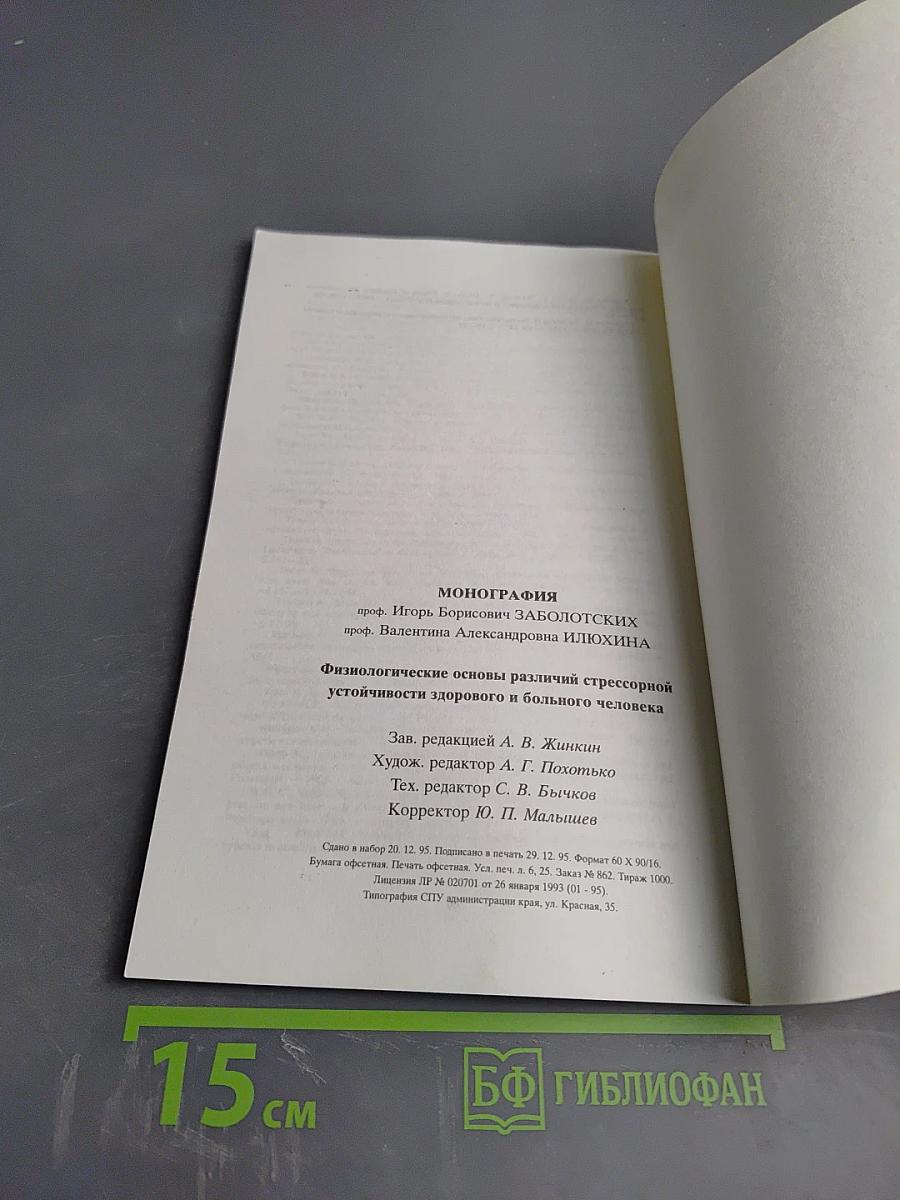 МОНОГРАФИЯ
проф. Игорь Борисович ЗАБОЛОТСКИХ
проф. Валентина Александровна ИЛЮХИНА
Физиологические основы различий стрессорной
устойчивости здорового и больного человека
Зав. редакцией А. В. Жинкин
Худож. редактор А. Г. Похотько
Тех. редактор С. В. Бычков
Корректор Ю. П. Малышев
Сдано в набор 20. 12. 95. Подписано в печать 29. 12. 95. Формат 60 X 90/16.
Бумага офсетная. Печать офсетная. Усл. печ. л. 6, 25. Заказ № 862. Тираж 1000.
Лицензия ЛР № 020701 от 26 января 1993 (01 - 95).
Типография СПУ администрации края, ул. Красная, 35.
15 см
БФ ГИБЛИОФАН